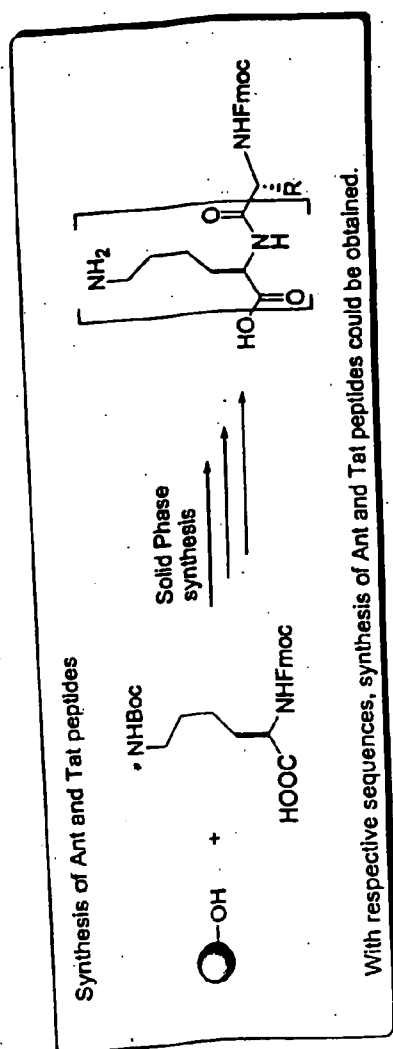 Synthesis of Ant and Tat peptides
-OH
+
NHBoc
HOOC
NHFmoc
Solid Phase
synthesis
NH2
HO
O
N
H
O
R
NHFmoc
With respective sequences, synthesis of Ant and Tat peptides could be obtained.